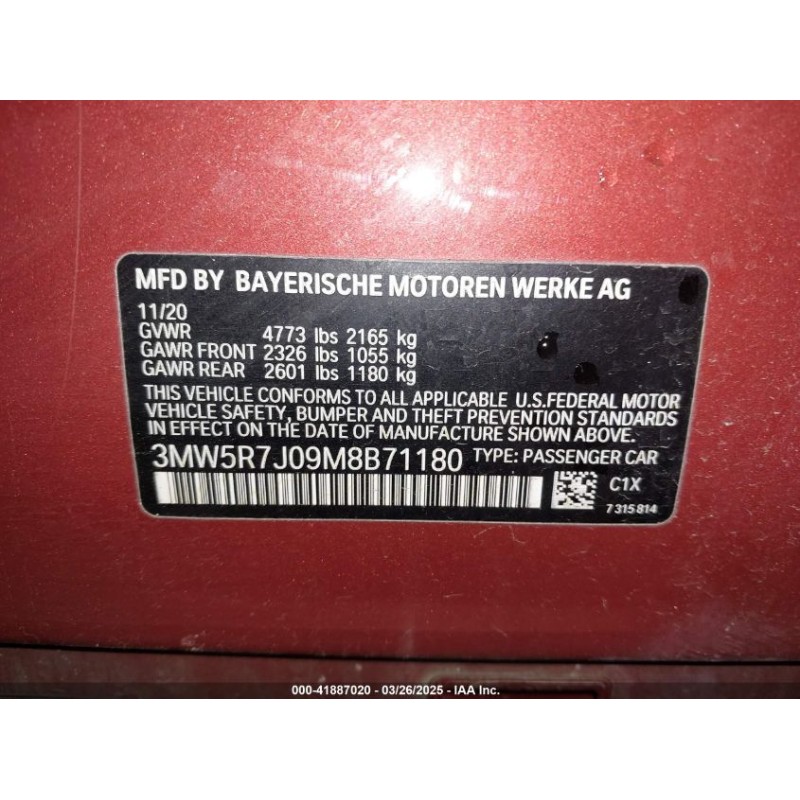 MFD BY BAYERISCHE MOTOREN WERKE AG
11/20
GVWR 4773 lbs 2165 kg
GAWR FRONT 2326 lbs 1055 kg
GAWR REAR 2601 lbs 1180 kg
THIS VEHICLE CONFORMS TO ALL APPLICABLE U.S.FEDERAL MOTOR
VEHICLE SAFETY, BUMPER AND THEFT PREVENTION STANDARDS
IN EFFECT ON THE DATE OF MANUFACTURE SHOWN ABOVE.
3MW5R7J09M8B71180 TYPE: PASSENGER CAR
C1X
7 315 814
000-41887020 - 03/26/2025 - IAA Inc.